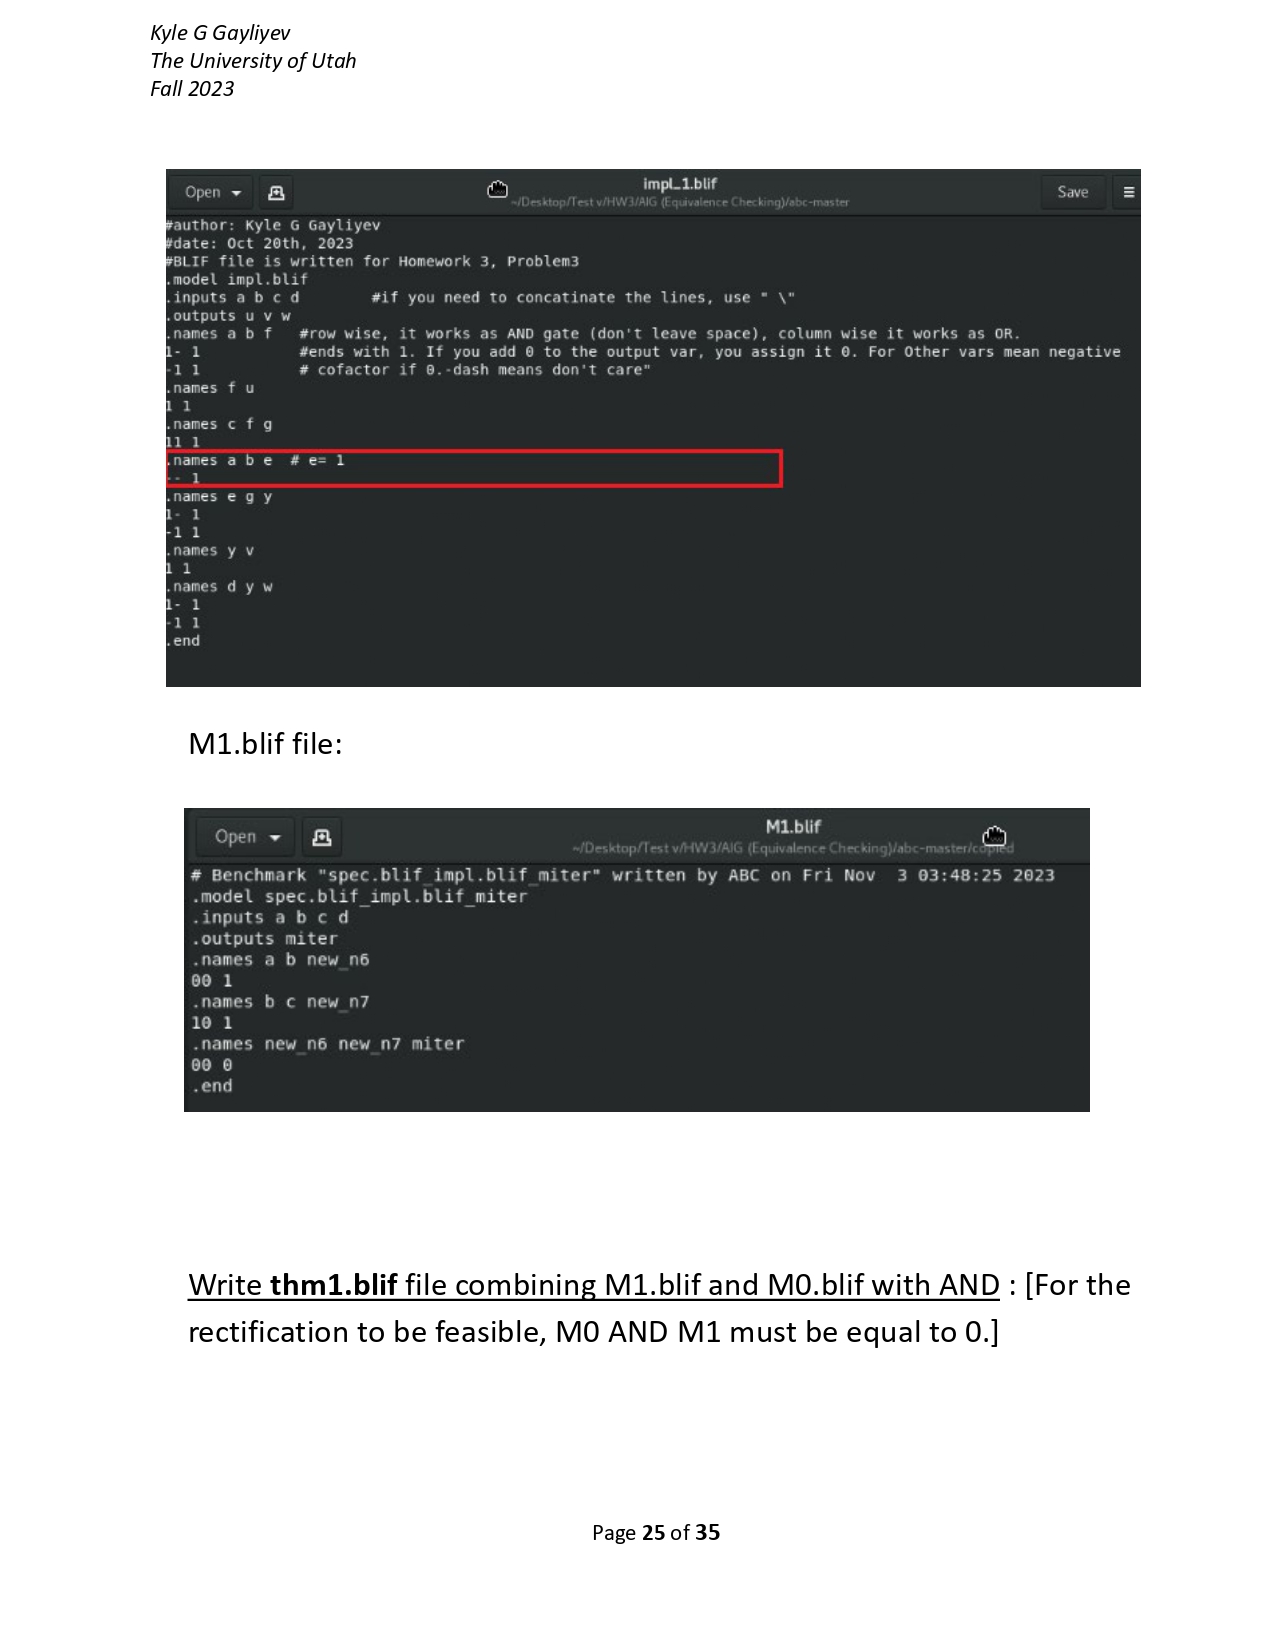 Kyle G Gayliyev
The University of Utah
Fall 2023
Open
impl_1.blif
~/Desktop/Test v/HW3/AIG (Equivalence Checking)/abc-master
Save
#author: Kyle G Gayliyev
#date: Oct 20th, 2023
#BLIF file is written for Homework 3, Problem3
.model impl.blif
.inputs a b c d #if you need to concatinate the lines, use " \"
.outputs u v w
.names a b f #row wise, it works as AND gate (don't leave space), column wise it works as OR.
1- 1 #ends with 1. If you add 0 to the output var, you assign it 0. For Other vars mean negative
-1 1 # cofactor if 0.-dash means don't care"
.names f u
1 1
.names c f g
11 1
.names a b e # e= 1
-- 1
.names e g y
1- 1
-1 1
.names y v
1 1
.names d y w
1- 1
-1 1
.end
M1.blif file:
Open
M1.blif
~/Desktop/Test v/HW3/AIG (Equivalence Checking)/abc-master/copied
# Benchmark "spec.blif_impl.blif_miter" written by ABC on Fri Nov  3 03:48:25 2023
.model spec.blif_impl.blif_miter
.inputs a b c d
.outputs miter
.names a b new_n6
00 1
.names b c new_n7
10 1
.names new_n6 new_n7 miter
00 0
.end
Write thm1.blif file combining M1.blif and M0.blif with AND : [For the
rectification to be feasible, M0 AND M1 must be equal to 0.]
Page 25 of 35